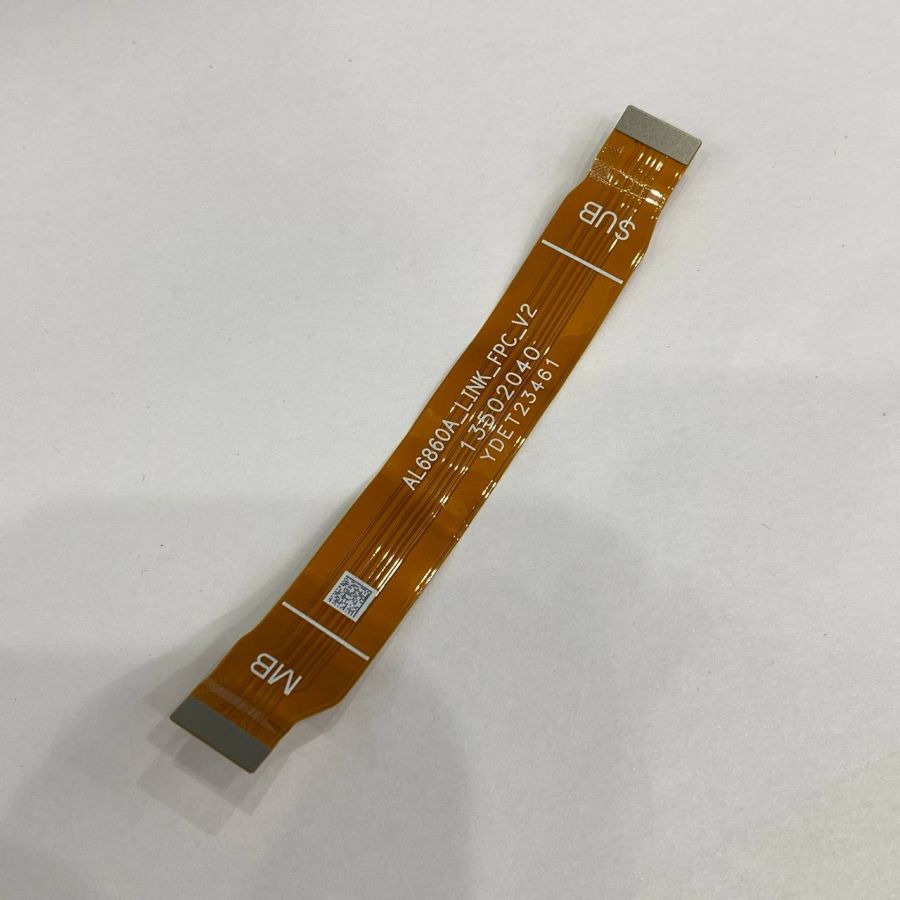 SUB
AL6860A_LINK_FPC_V2
13502040
YDET23461
MB